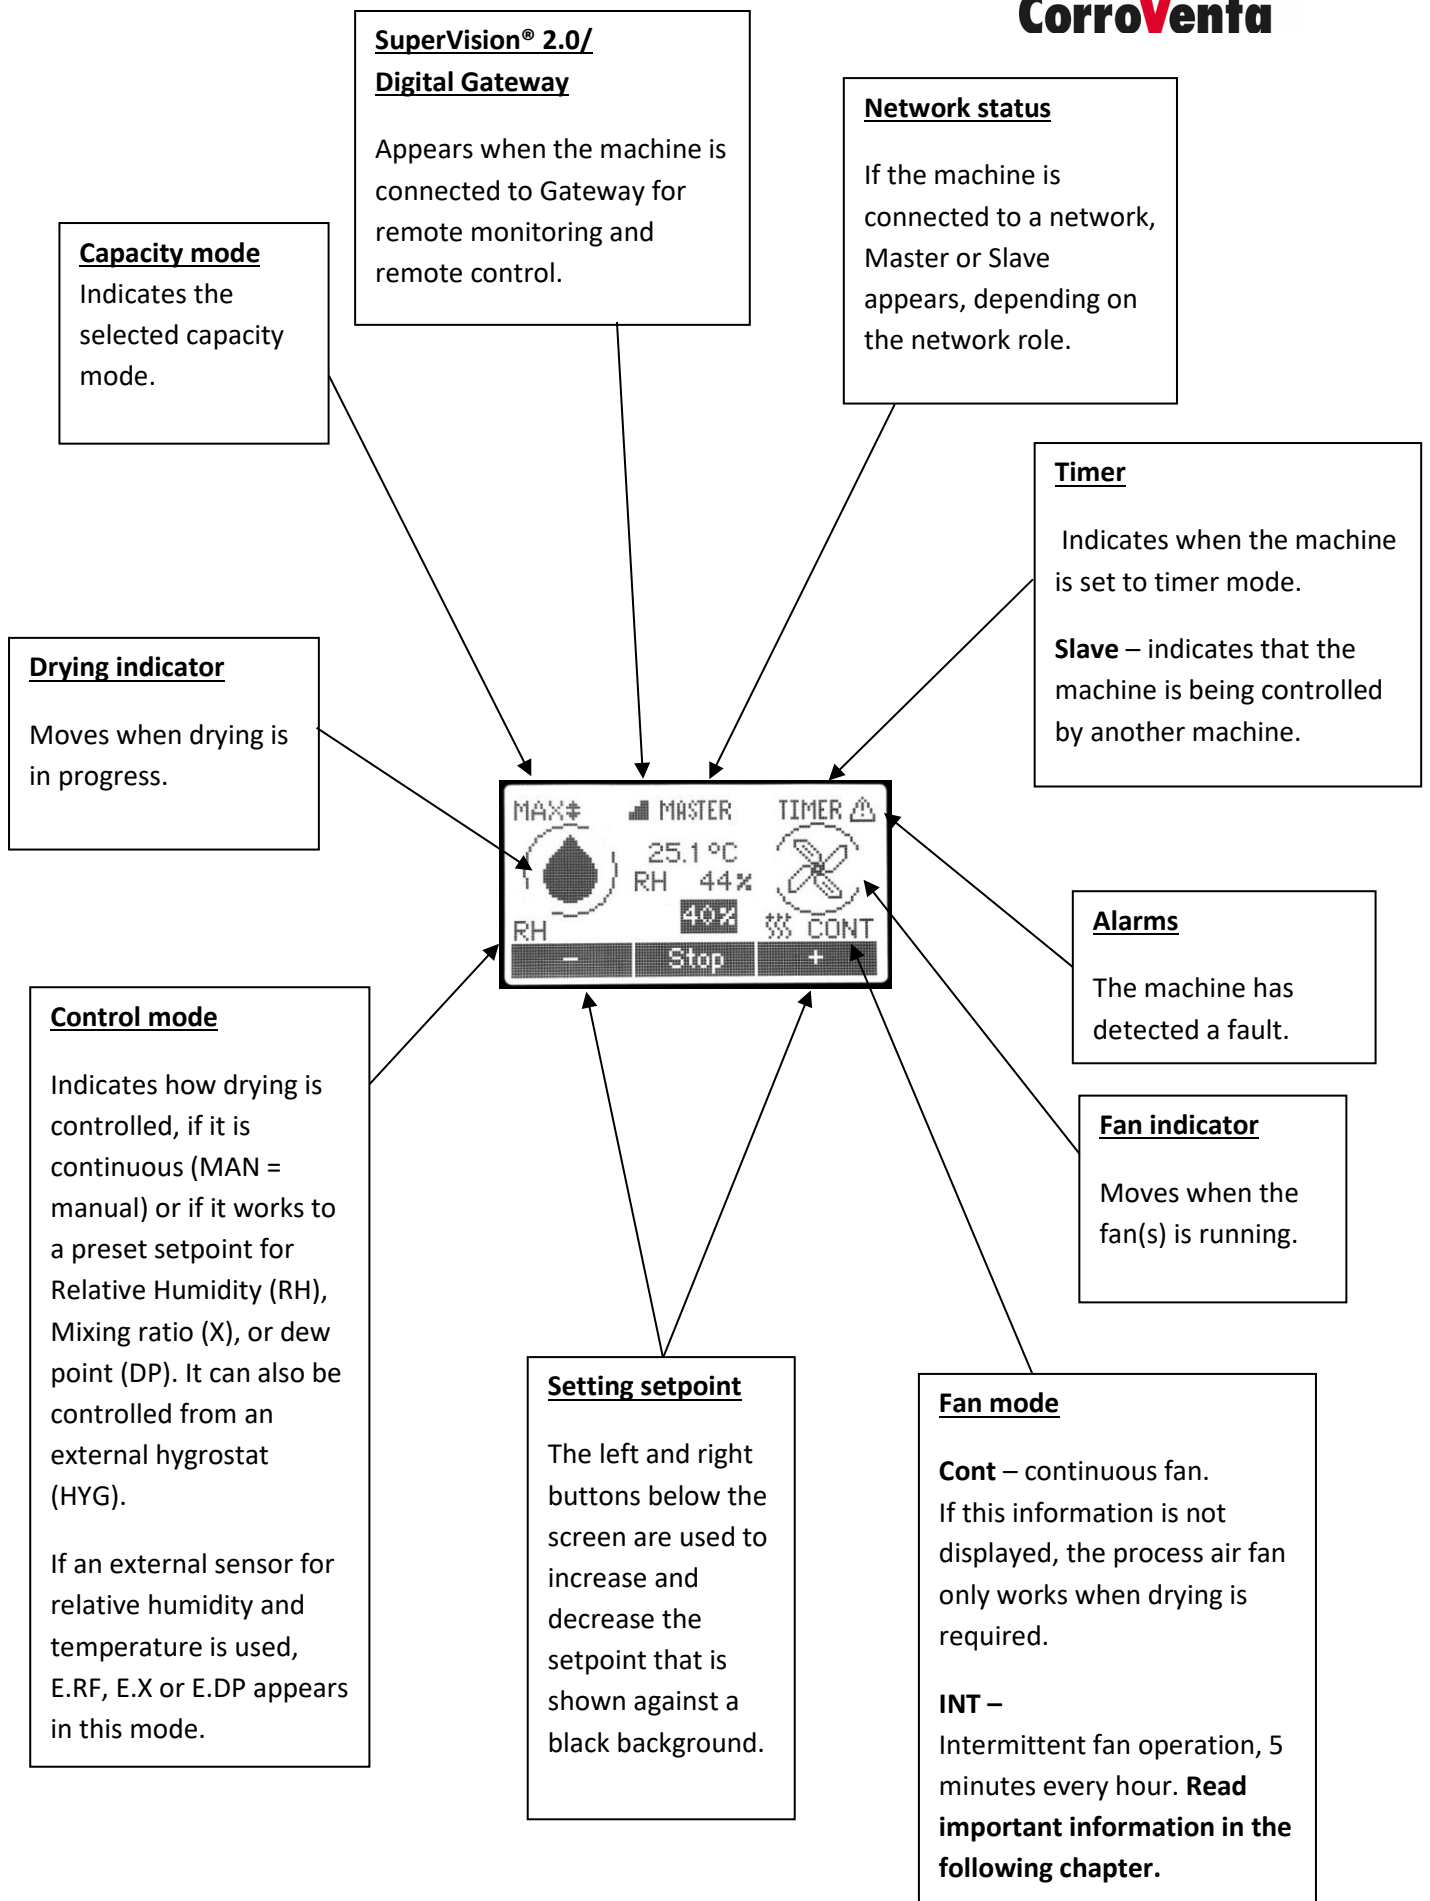 CorroVenta
SuperVision® 2.0/
Digital Gateway
Appears when the machine is
connected to Gateway for
remote monitoring and
remote control.
Network status
If the machine is
connected to a network,
Master or Slave
appears, depending on
the network role.
Capacity mode
Indicates the
selected capacity
mode.
Timer
Indicates when the machine
is set to timer mode.
Slave – indicates that the
machine is being controlled
by another machine.
Drying indicator
Moves when drying is
in progress.
MAX MASTER TIMER
25.1 °C
RH 44%
40%
RH CONT
- Stop +
Alarms
The machine has
detected a fault.
Control mode
Indicates how drying is
controlled, if it is
continuous (MAN =
manual) or if it works to
a preset setpoint for
Relative Humidity (RH),
Mixing ratio (X), or dew
point (DP). It can also be
controlled from an
external hygrostat
(HYG).
If an external sensor for
relative humidity and
temperature is used,
E.RF, E.X or E.DP appears
in this mode.
Fan indicator
Moves when the
fan(s) is running.
Setting setpoint
The left and right
buttons below the
screen are used to
increase and
decrease the
setpoint that is
shown against a
black background.
Fan mode
Cont – continuous fan.
If this information is not
displayed, the process air fan
only works when drying is
required.
INT –
Intermittent fan operation, 5
minutes every hour. Read
important information in the
following chapter.